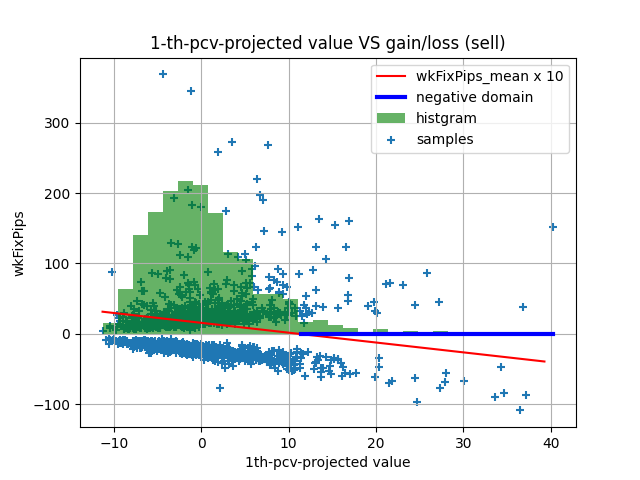 1-th-pcv-projected value VS gain/loss (sell)
wkFixPips_mean x 10
negative domain
histgram
samples
wkFixPips
300
200
100
0
−100
−10
0
10
20
30
40
1th-pcv-projected value